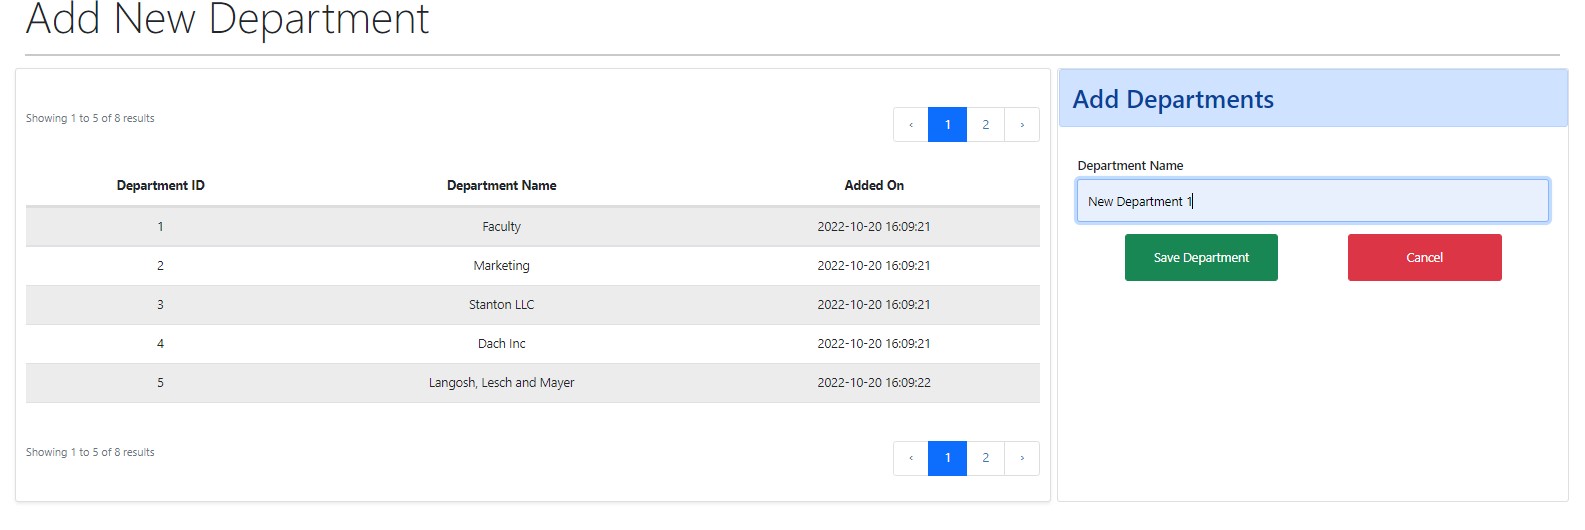 Add New Department
Showing 1 to 5 of 8 results
‹ 1 2 ›
Department ID Department Name Added On
1 Faculty 2022-10-20 16:09:21
2 Marketing 2022-10-20 16:09:21
3 Stanton LLC 2022-10-20 16:09:21
4 Dach Inc 2022-10-20 16:09:21
5 Langosh, Lesch and Mayer 2022-10-20 16:09:22
Showing 1 to 5 of 8 results
‹ 1 2 ›
Add Departments
Department Name
New Department 1
Save Department Cancel